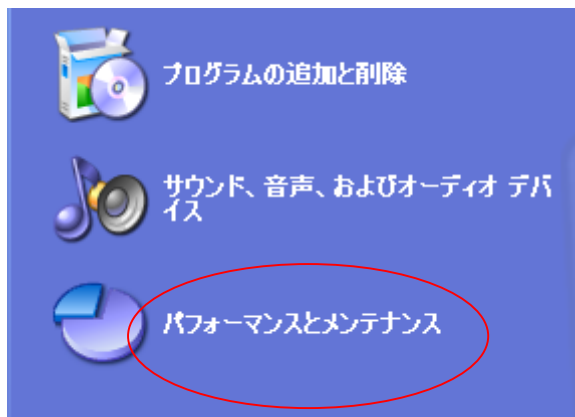 プログラムの追加と削除
サウンド、音声、およびオーディオ デバ
イス
パフォーマンスとメンテナンス